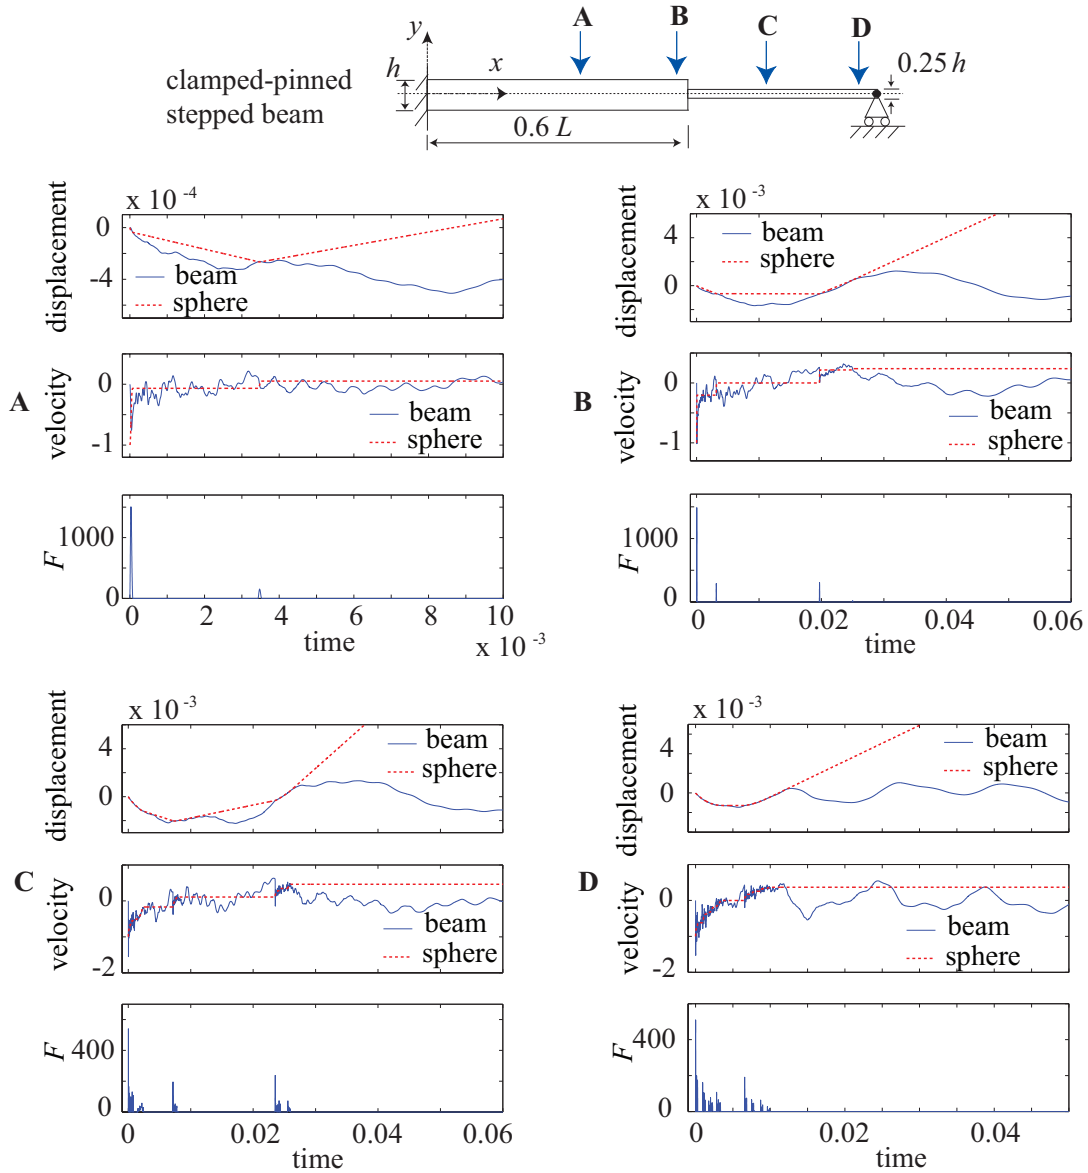 A
B
C
D
y
h
x
0.25 h
clamped-pinned
stepped beam
0.6 L
A
x 10 -4
displacement
0
-4
beam
sphere
velocity
0
-1
beam
sphere
F
1000
0
0 2 4 6 8 10
time
x 10 -3
B
x 10 -3
displacement
4
0
beam
sphere
velocity
0
-1
beam
sphere
F
1000
0
0 0.02 0.04 0.06
time
C
x 10 -3
displacement
4
0
beam
sphere
velocity
0
-2
beam
sphere
F
400
0
0 0.02 0.04 0.06
time
D
x 10 -3
displacement
4
0
beam
sphere
velocity
0
-2
beam
sphere
F
400
0
0 0.02 0.04
time